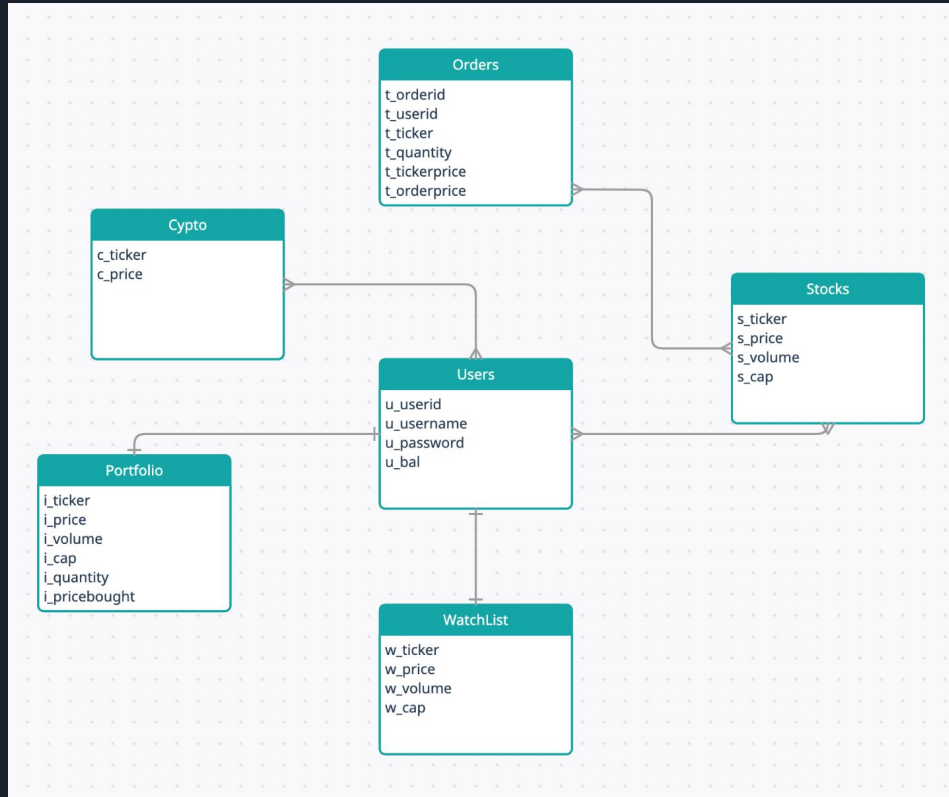 Orders
t_orderid
t_userid
t_ticker
t_quantity
t_tickerprice
t_orderprice
Cypto
c_ticker
c_price
Stocks
s_ticker
s_price
s_volume
s_cap
Users
u_userid
u_username
u_password
u_bal
Portfolio
i_ticker
i_price
i_volume
i_cap
i_quantity
i_pricebought
WatchList
w_ticker
w_price
w_volume
w_cap